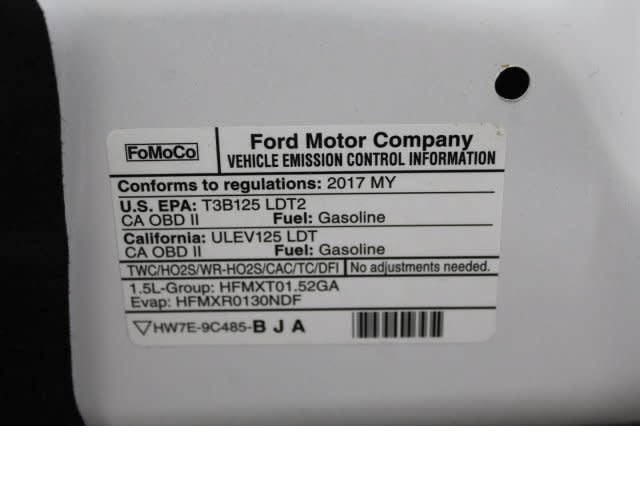 FoMoCo
Ford Motor Company
VEHICLE EMISSION CONTROL INFORMATION
Conforms to regulations: 2017 MY
U.S. EPA: T3B125 LDT2
CA OBD II Fuel: Gasoline
California: ULEV125 LDT
CA OBD II Fuel: Gasoline
TWC/HO2S/WR-HO2S/CAC/TC/DFI No adjustments needed.
1.5L-Group: HFMXT01.52GA
Evap: HFMXR0130NDF
HW7E-9C485-B J A